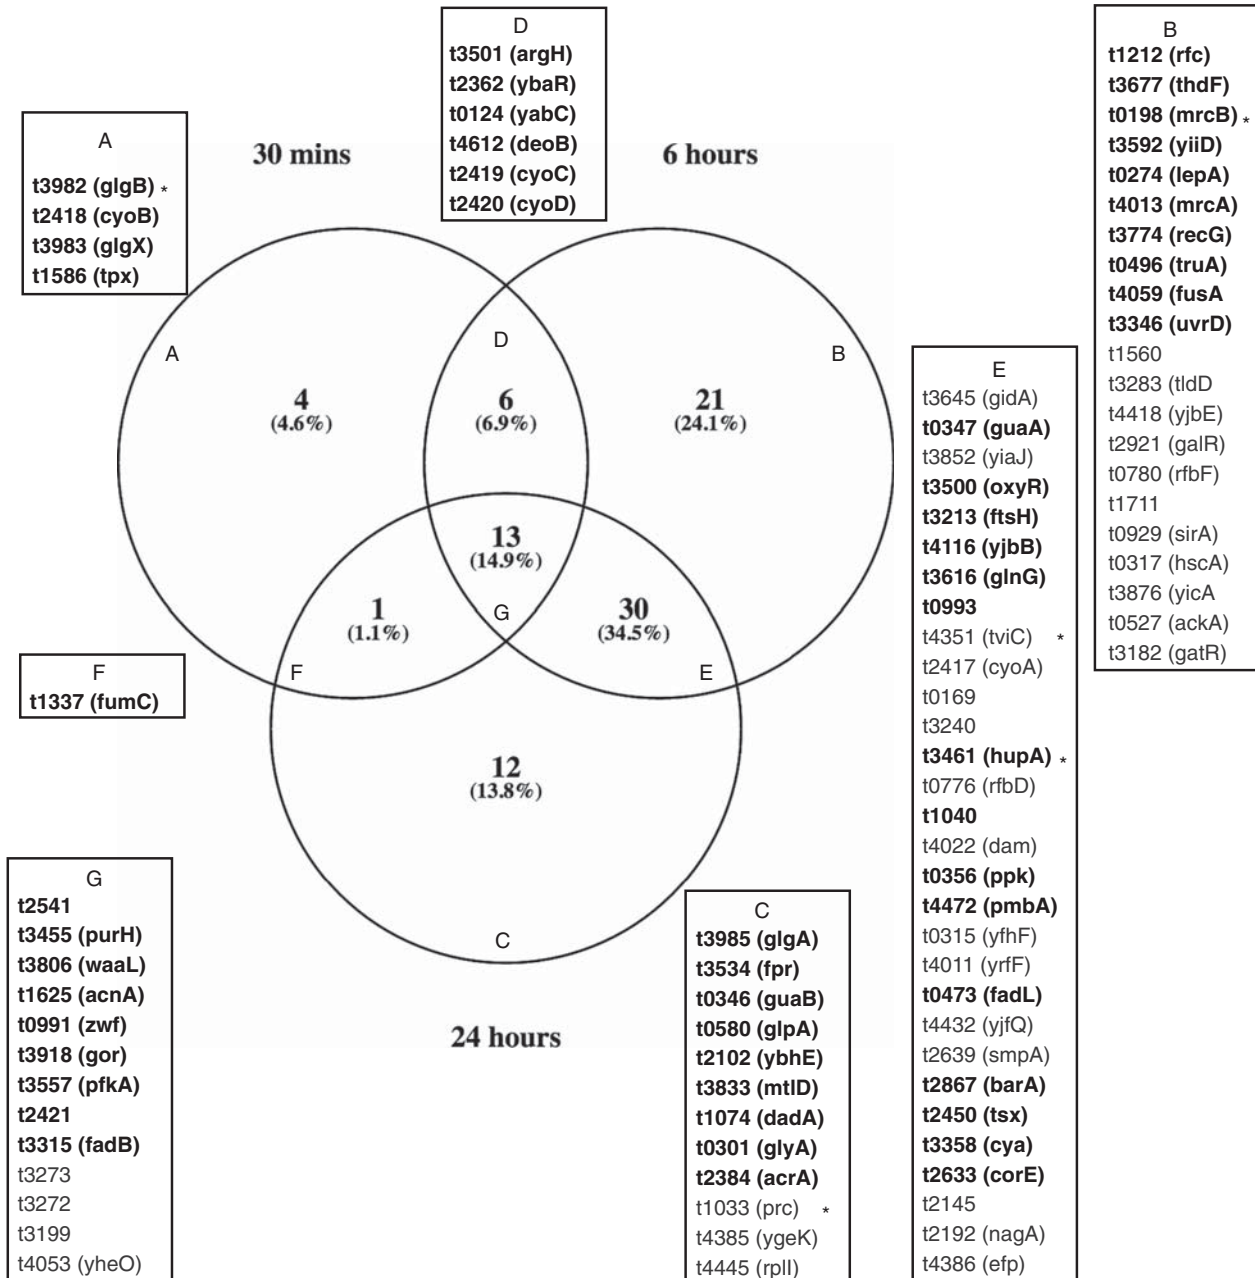 D
t3501 (argH)
t2362 (ybaR)
t0124 (yabC)
t4612 (deoB)
t2419 (cyoC)
t2420 (cyoD)
B
t1212 (rfc)
t3677 (thdF)
t0198 (mrcB) *
t3592 (yiiD)
t0274 (lepA)
t4013 (mrcA)
t3774 (recG)
t0496 (truA)
t4059 (fusA
t3346 (uvrD)
t1560
t3283 (tldD
t4418 (yjbE)
t2921 (galR)
t0780 (rfbF)
t1711
t0929 (sirA)
t0317 (hscA)
t3876 (yicA
t0527 (ackA)
t3182 (gatR)
A
t3982 (glgB) *
t2418 (cyoB)
t3983 (glgX)
t1586 (tpx)
30 mins
6 hours
A
D
B
4
(4.6%)
6
(6.9%)
21
(24.1%)
13
(14.9%)
1
(1.1%)
G
30
(34.5%)
F
E
12
(13.8%)
C
24 hours
E
t3645 (gidA)
t0347 (guaA)
t3852 (yiaJ)
t3500 (oxyR)
t3213 (ftsH)
t4116 (yjbB)
t3616 (glnG)
t0993
t4351 (tviC) *
t2417 (cyoA)
t0169
t3240
t3461 (hupA) *
t0776 (rfbD)
t1040
t4022 (dam)
t0356 (ppk)
t4472 (pmbA)
t0315 (yfhF)
t4011 (yrfF)
t0473 (fadL)
t4432 (yjfQ)
t2639 (smpA)
t2867 (barA)
t2450 (tsx)
t3358 (cya)
t2633 (corE)
t2145
t2192 (nagA)
t4386 (efp)
F
t1337 (fumC)
G
t2541
t3455 (purH)
t3806 (waaL)
t1625 (acnA)
t0991 (zwf)
t3918 (gor)
t3557 (pfkA)
t2421
t3315 (fadB)
t3273
t3272
t3199
t4053 (yheO)
C
t3985 (glgA)
t3534 (fpr)
t0346 (guaB)
t0580 (glpA)
t2102 (ybhE)
t3833 (mtlD)
t1074 (dadA)
t0301 (glyA)
t2384 (acrA)
t1033 (prc) *
t4385 (ygeK)
t4445 (rplI)